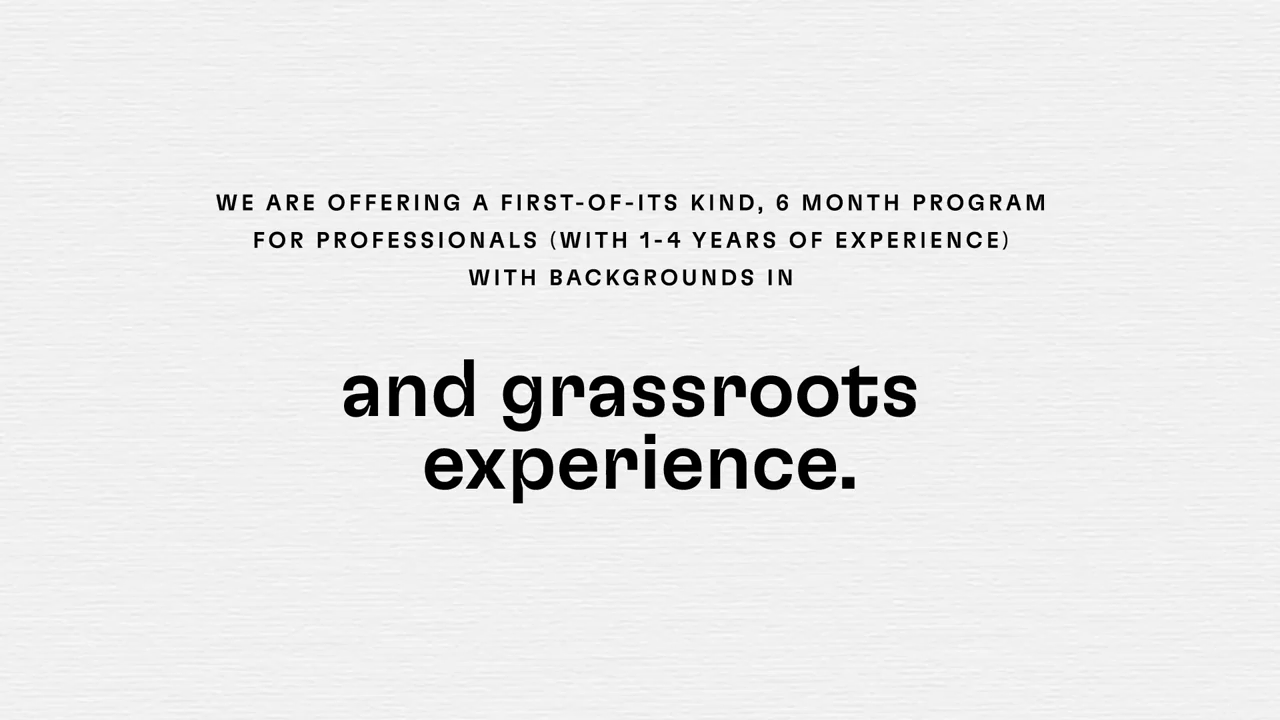 WE ARE OFFERING A FIRST-OF-ITS KIND, 6 MONTH PROGRAM
FOR PROFESSIONALS (WITH 1-4 YEARS OF EXPERIENCE)
WITH BACKGROUNDS IN
and grassroots
experience.